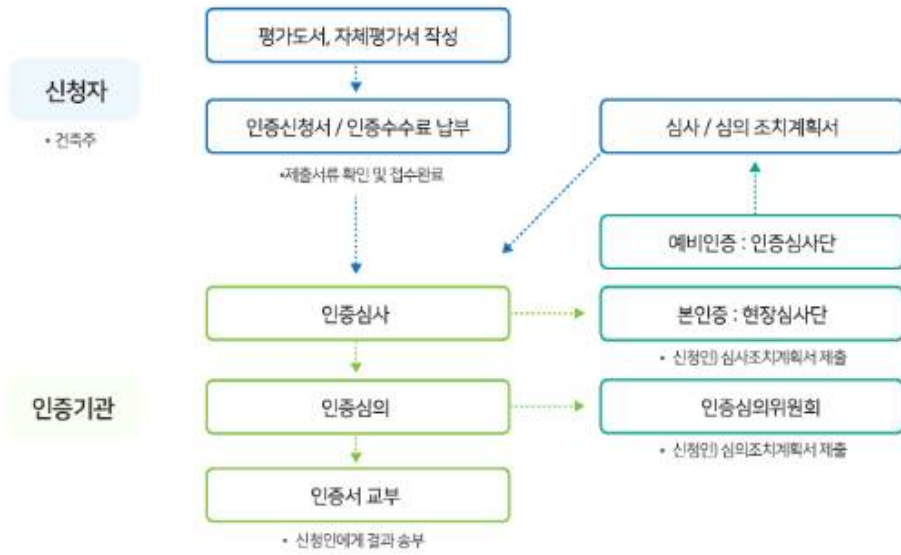 평가도서, 자체평가서 작성
신청자
• 건축주
인증신청서 / 인증수수료 납부
•제출서류 확인 및 접수완료
심사 / 심의 조치계획서
예비인증 : 인증심사단
인증심사
본인증 : 현장심사단
• 신청인) 심사조치계획서 제출
인증기관
인증심의
인증심의위원회
• 신청인) 심의조치계획서 제출
인증서 교부
• 신청인에게 결과 송부